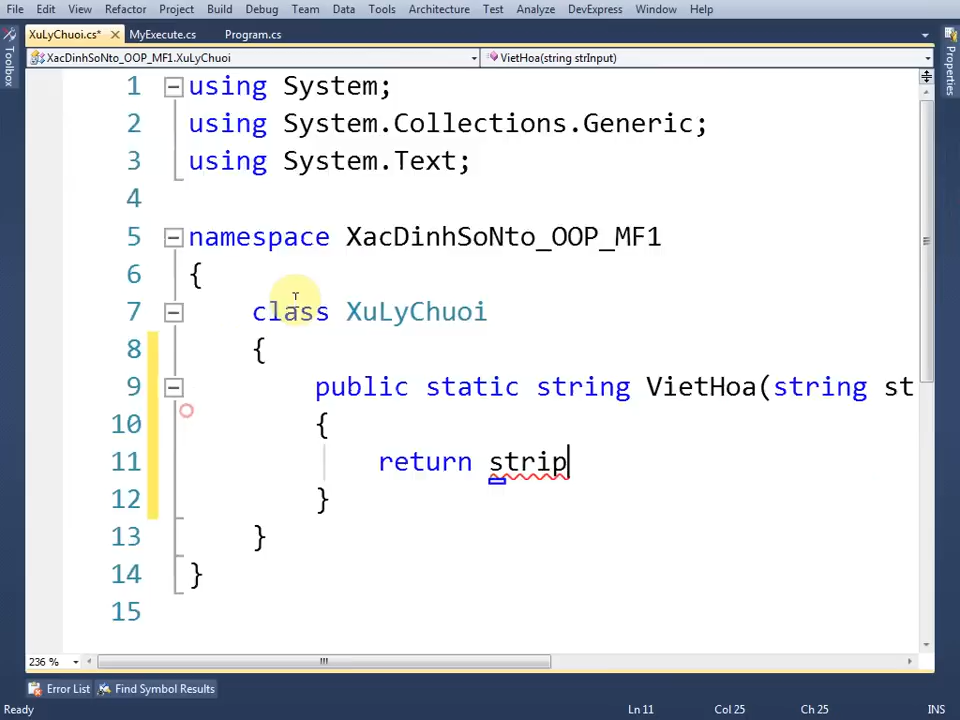 File Edit View Refactor Project Build Debug Team Data Tools Architecture Test Analyze DevExpress Window Help
XuLyChuoi.cs* MyExecute.cs Program.cs
XacDinhSoNto_OOP_MF1.XuLyChuoi VietHoa(string strInput)
Toolbox
Properties
1 using System;
2 using System.Collections.Generic;
3 using System.Text;
4
5 namespace XacDinhSoNto_OOP_MF1
6 {
7 class XuLyChuoi
8 {
9 public static string VietHoa(string st
10 {
11 return strip
12 }
13 }
14 }
15
236 %
Error List Find Symbol Results
Ready Ln 11 Col 25 Ch 25 INS